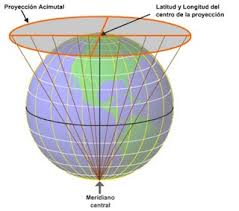 Proyección Acimutal
Latitud y Longitud del
centro de la proyección
Meridiano
central